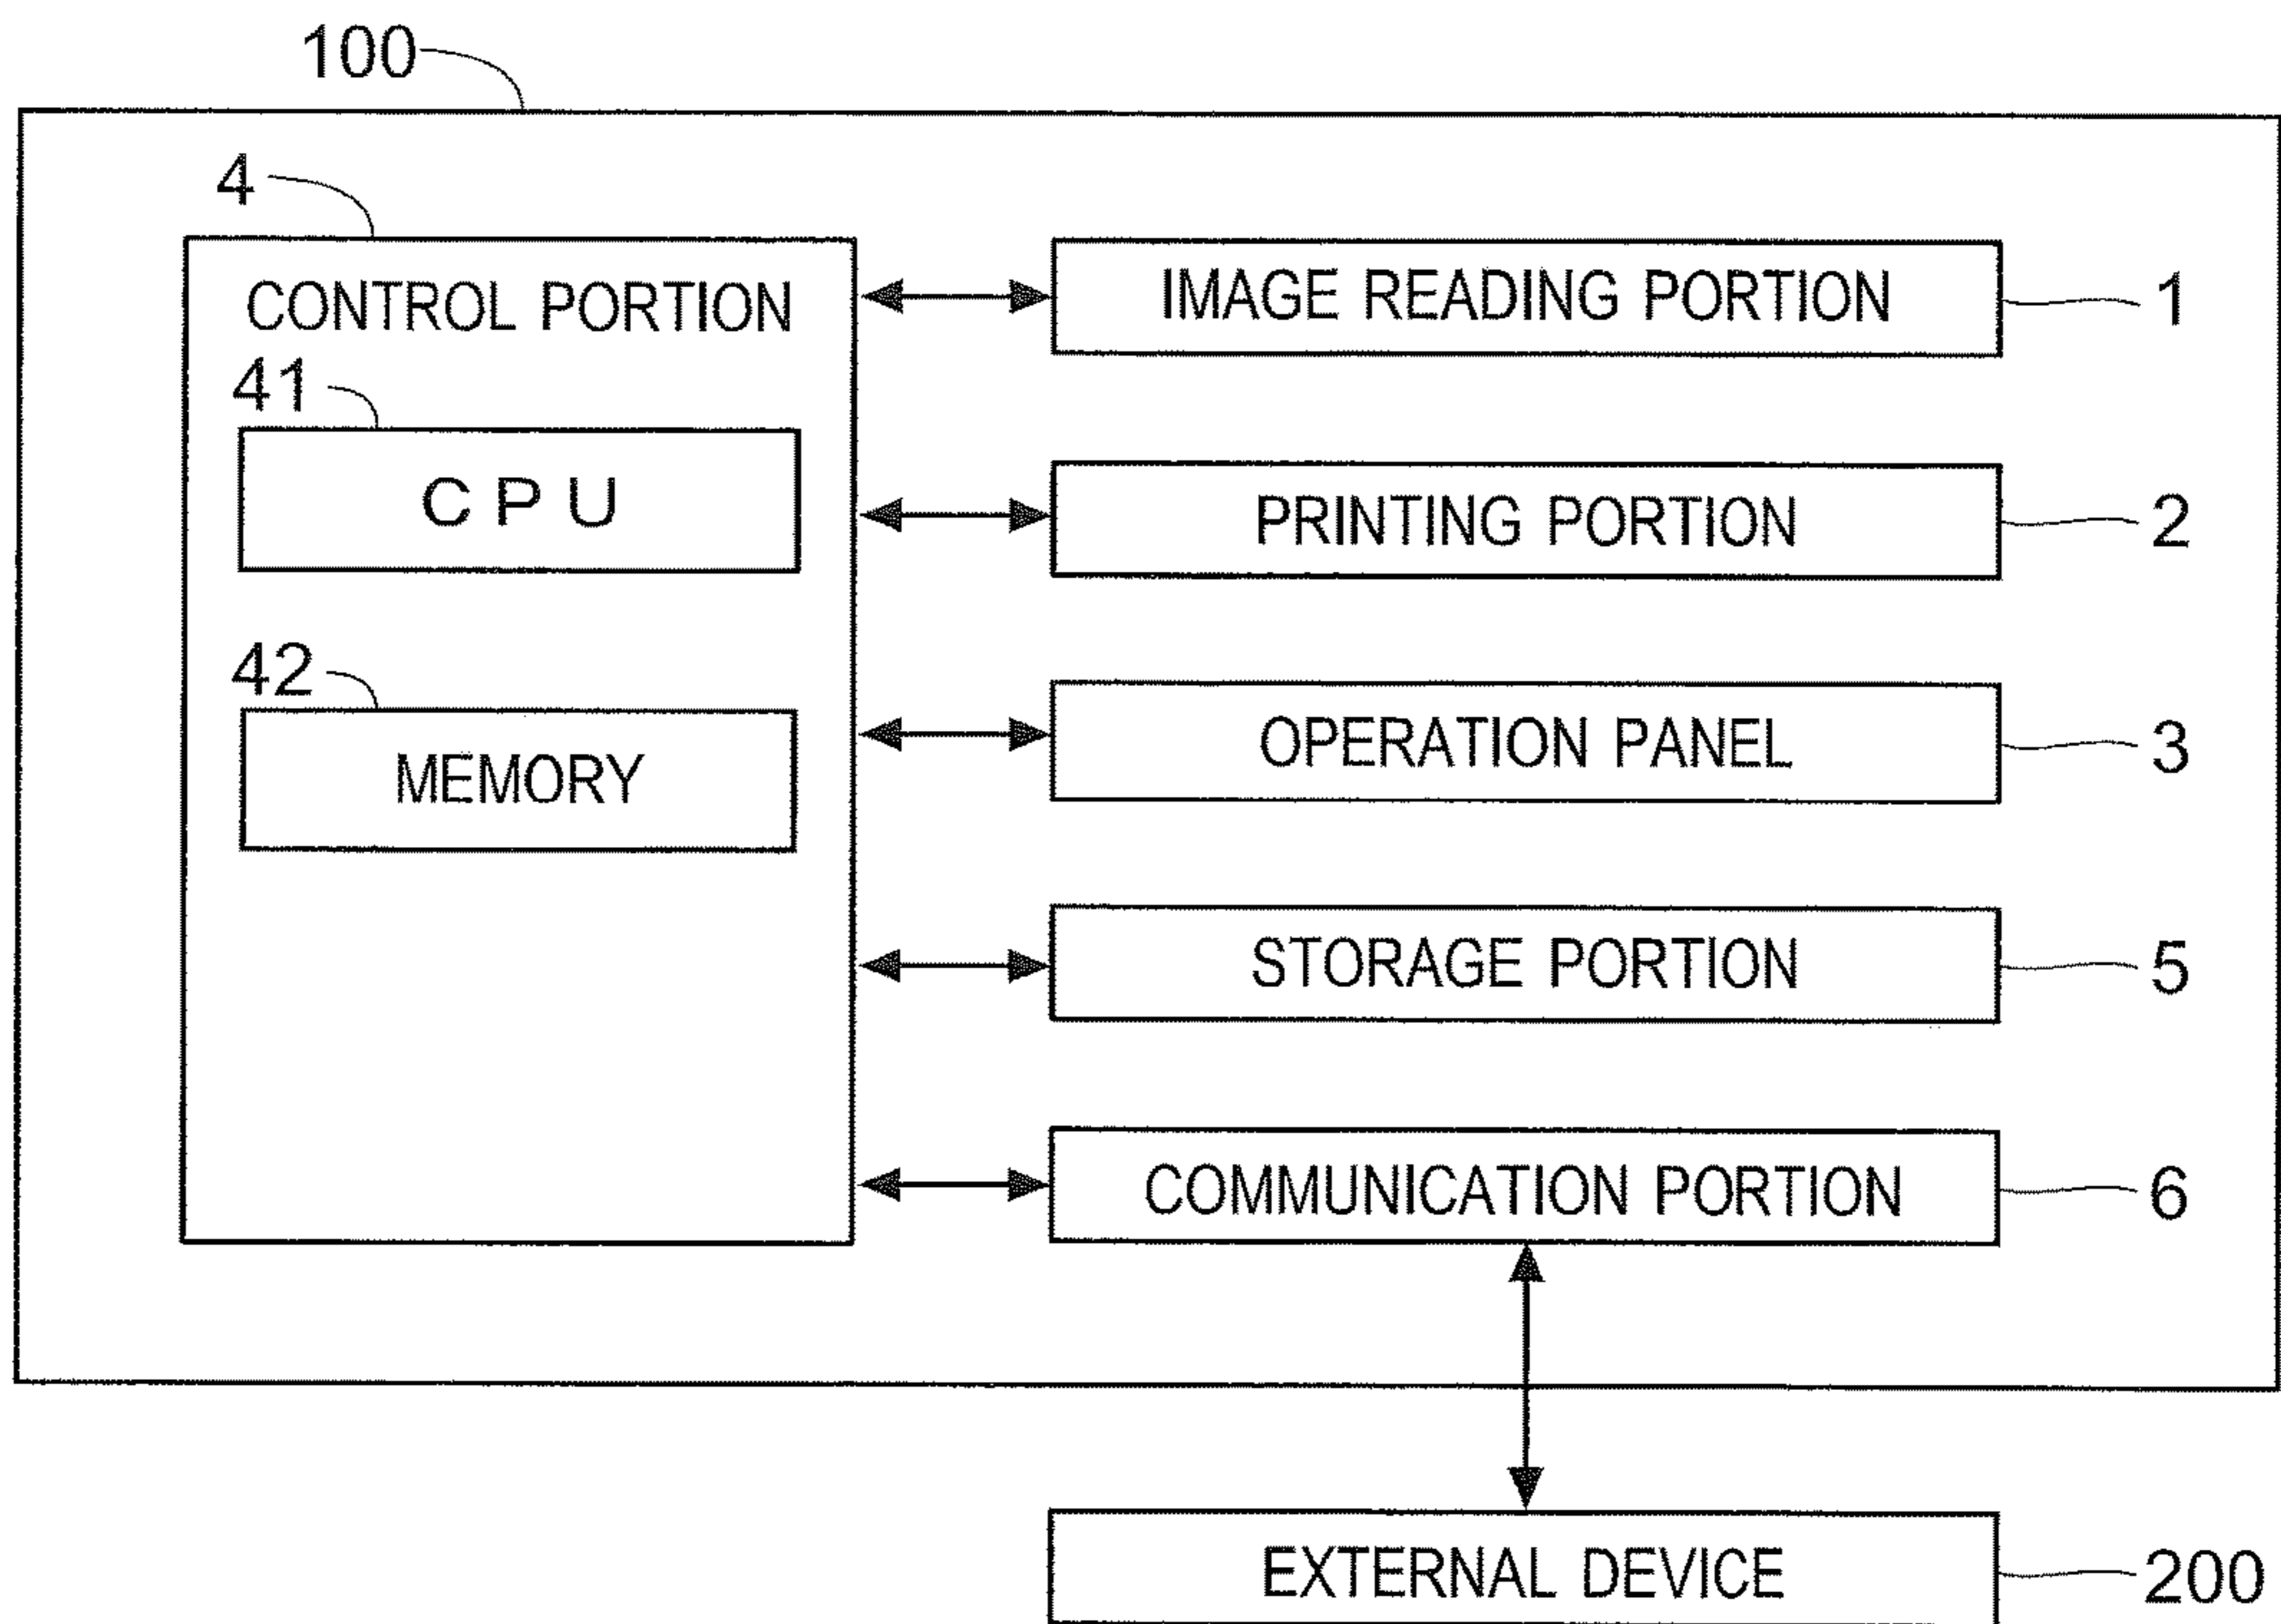 100
4
CONTROL PORTION
41
CPU
42
MEMORY
IMAGE READING PORTION
1
PRINTING PORTION
2
OPERATION PANEL
3
STORAGE PORTION
5
COMMUNICATION PORTION
6
EXTERNAL DEVICE
200